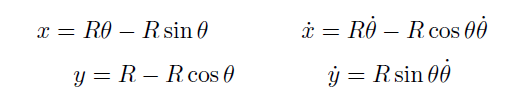 x = Rθ − R sin θ    ẋ = Rθ̇ − R cos θθ̇
y = R − R cos θ    ẏ = R sin θθ̇